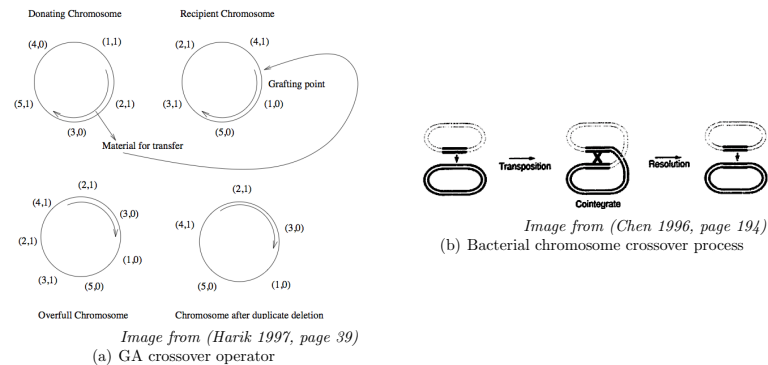 Donating Chromosome
Recipient Chromosome
(4,0)
(1,1)
(5,1)
(2,1)
(3,0)
(2,1)
(4,1)
Grafting point
(3,1)
(1,0)
(5,0)
Material for transfer
(2,1)
(4,1)
(3,0)
(2,1)
(1,0)
(3,1)
(5,0)
Overfull Chromosome
(2,1)
(4,1)
(3,0)
(5,0)
(1,0)
Chromosome after duplicate deletion
Image from (Harik 1997, page 39)
(a) GA crossover operator
Transposition
Cointegrate
Resolution
Image from (Chen 1996, page 194)
(b) Bacterial chromosome crossover process